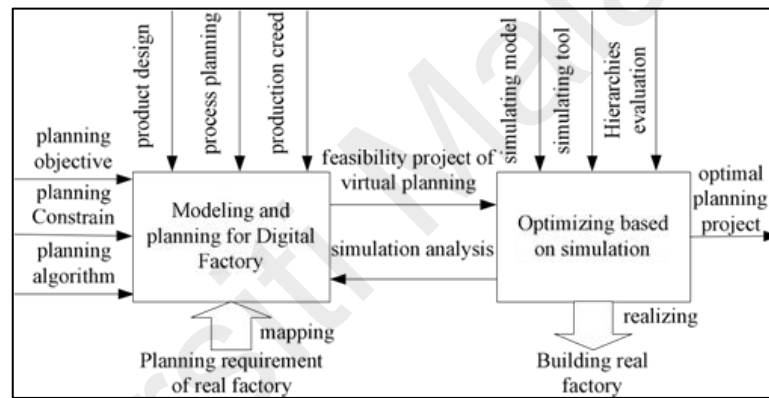 product design
process planning
production creed
simulating model
simulating tool
Hierarchies
evaluation
planning
objective
planning
Constrain
planning
algorithm
Modeling and
planning for Digital
Factory
feasibility project of
virtual planning
simulation analysis
Optimizing based
on simulation
optimal
planning
project
mapping
Planning requirement
of real factory
realizing
Building real
factory